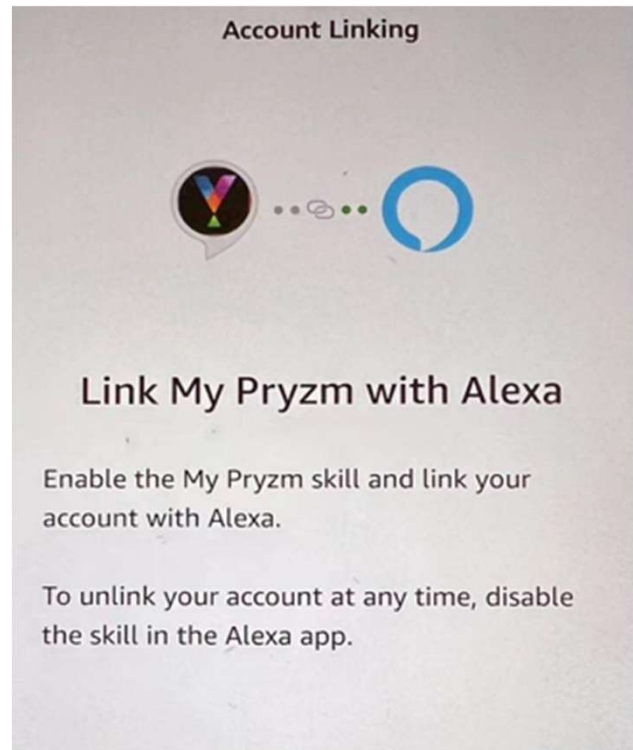 Account Linking
Link My Pryzm with Alexa
Enable the My Pryzm skill and link your
account with Alexa.
To unlink your account at any time, disable
the skill in the Alexa app.